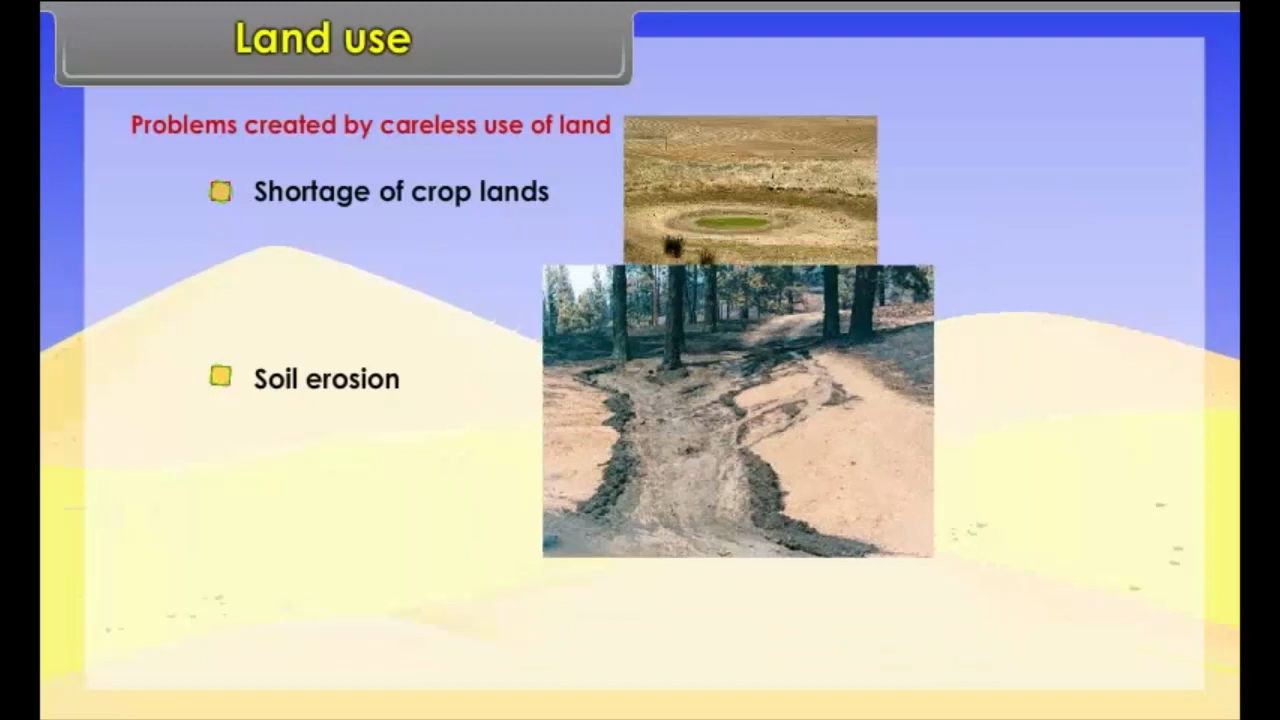 Land use
Problems created by careless use of land
Shortage of crop lands
Soil erosion